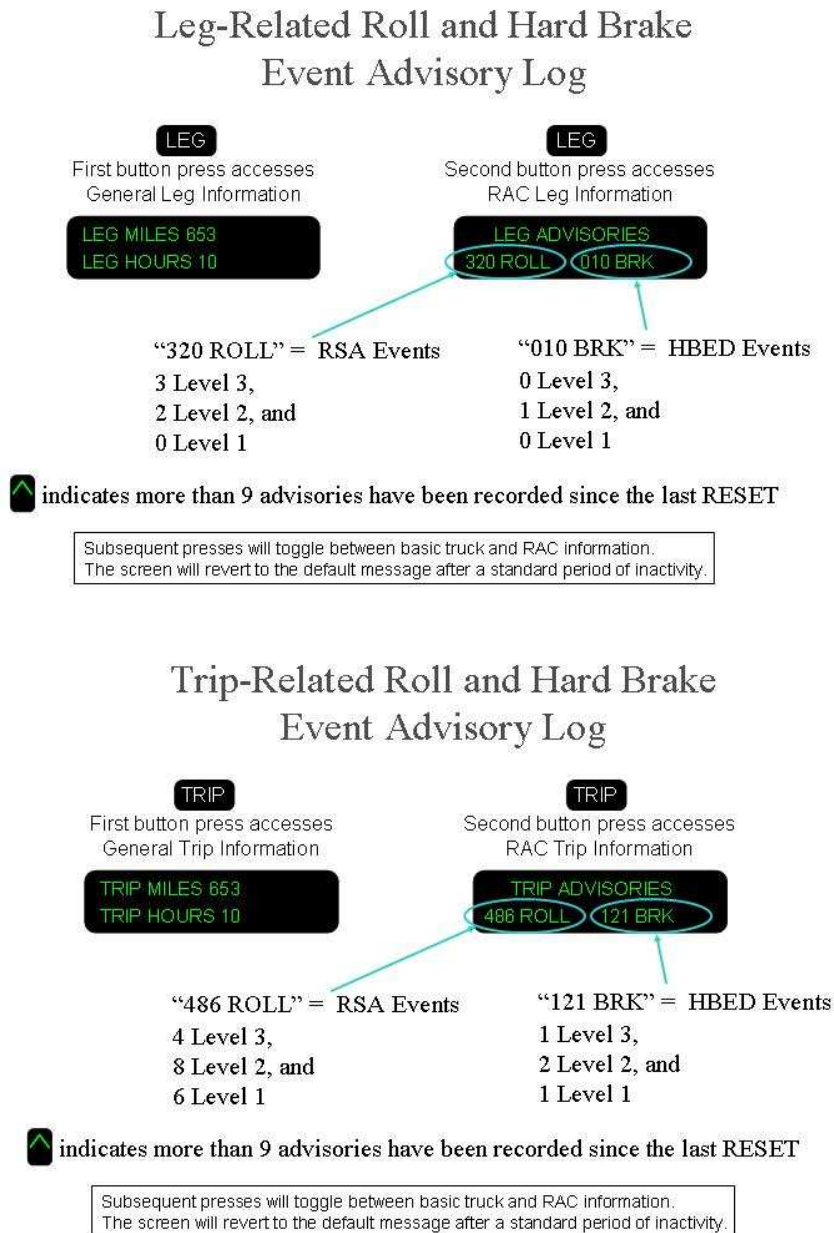 Leg-Related Roll and Hard Brake
Event Advisory Log
LEG
First button press accesses
General Leg Information
LEG MILES 653
LEG HOURS 10
LEG
Second button press accesses
RAC Leg Information
LEG ADVISORIES
320 ROLL 010 BRK
“320 ROLL” = RSA Events
3 Level 3,
2 Level 2, and
0 Level 1
“010 BRK” = HBED Events
0 Level 3,
1 Level 2, and
0 Level 1
^ indicates more than 9 advisories have been recorded since the last RESET
Subsequent presses will toggle between basic truck and RAC information.
The screen will revert to the default message after a standard period of inactivity.
Trip-Related Roll and Hard Brake
Event Advisory Log
TRIP
First button press accesses
General Trip Information
TRIP MILES 653
TRIP HOURS 10
TRIP
Second button press accesses
RAC Trip Information
TRIP ADVISORIES
486 ROLL 121 BRK
“486 ROLL” = RSA Events
4 Level 3,
8 Level 2, and
6 Level 1
“121 BRK” = HBED Events
1 Level 3,
2 Level 2, and
1 Level 1
^ indicates more than 9 advisories have been recorded since the last RESET
Subsequent presses will toggle between basic truck and RAC information.
The screen will revert to the default message after a standard period of inactivity.